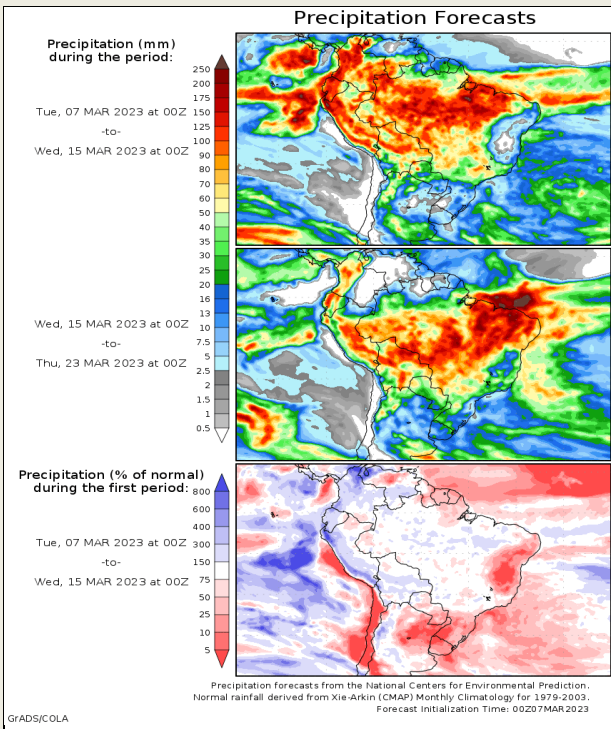 Precipitation Forecasts
Precipitation (mm)
during the period:
Tue, 07 MAR 2023 at 00Z
-to-
Wed, 15 MAR 2023 at 00Z
250
200
175
150
125
100
90
80
70
60
50
40
35
30
25
20
16
13
10
7.5
5
2.5
2
1.5
1
0.5
Wed, 15 MAR 2023 at 00Z
-to-
Thu, 23 MAR 2023 at 00Z
Precipitation (% of normal)
during the first period:
Tue, 07 MAR 2023 at 00Z
-to-
Wed, 15 MAR 2023 at 00Z
800
600
400
300
150
75
50
25
10
5
Precipitation forecasts from the National Centers for Environmental Prediction.
Normal rainfall derived from Xie-Arkin (CMAP) Monthly Climatology for 1979-2003.
Forecast Initialization Time: 00Z07MAR2023
GrADS/COLA